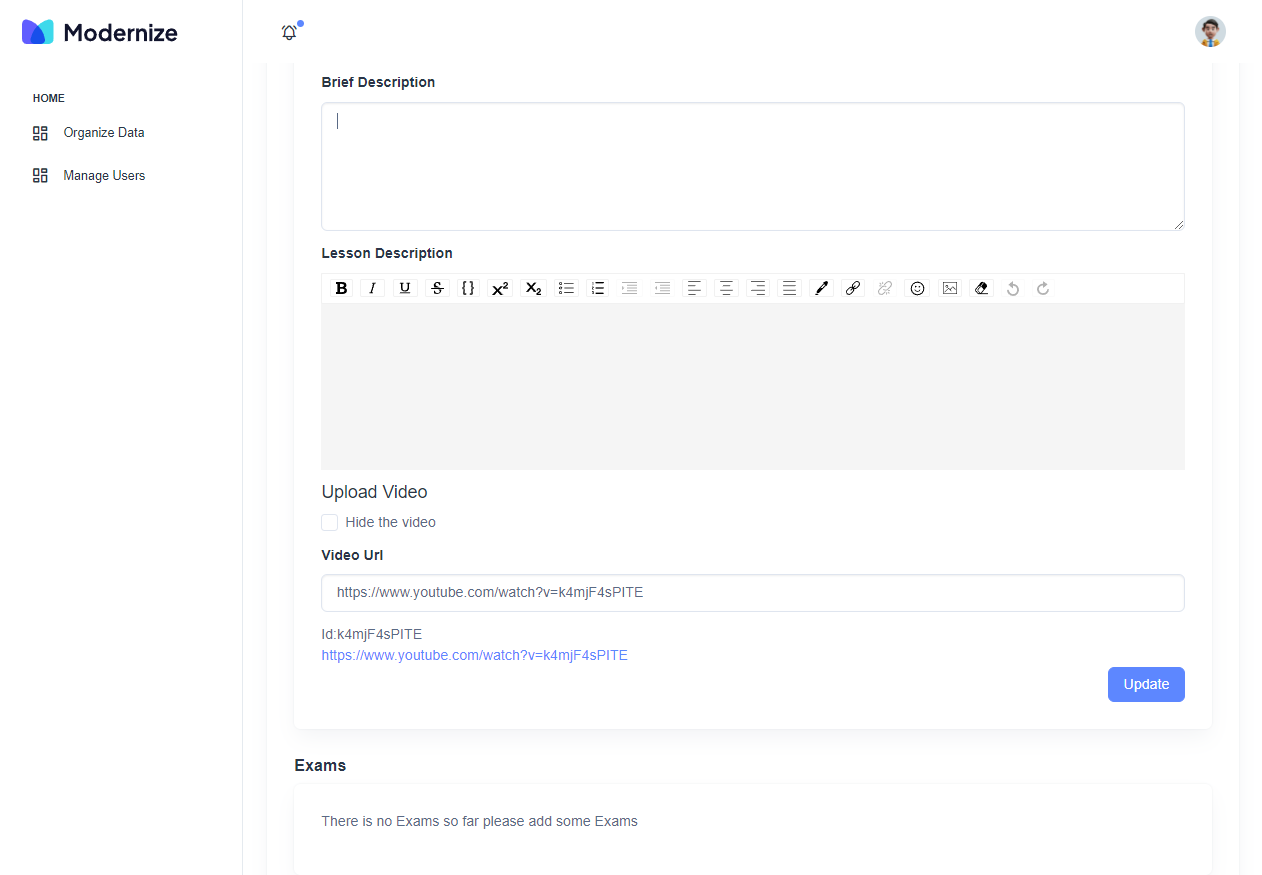 Modernize
HOME
Organize Data
Manage Users
Brief Description
Lesson Description
Upload Video
Hide the video
Video Url
https://www.youtube.com/watch?v=k4mjF4sPITE
Id:k4mjF4sPITE
https://www.youtube.com/watch?v=k4mjF4sPITE
Update
Exams
There is no Exams so far please add some Exams